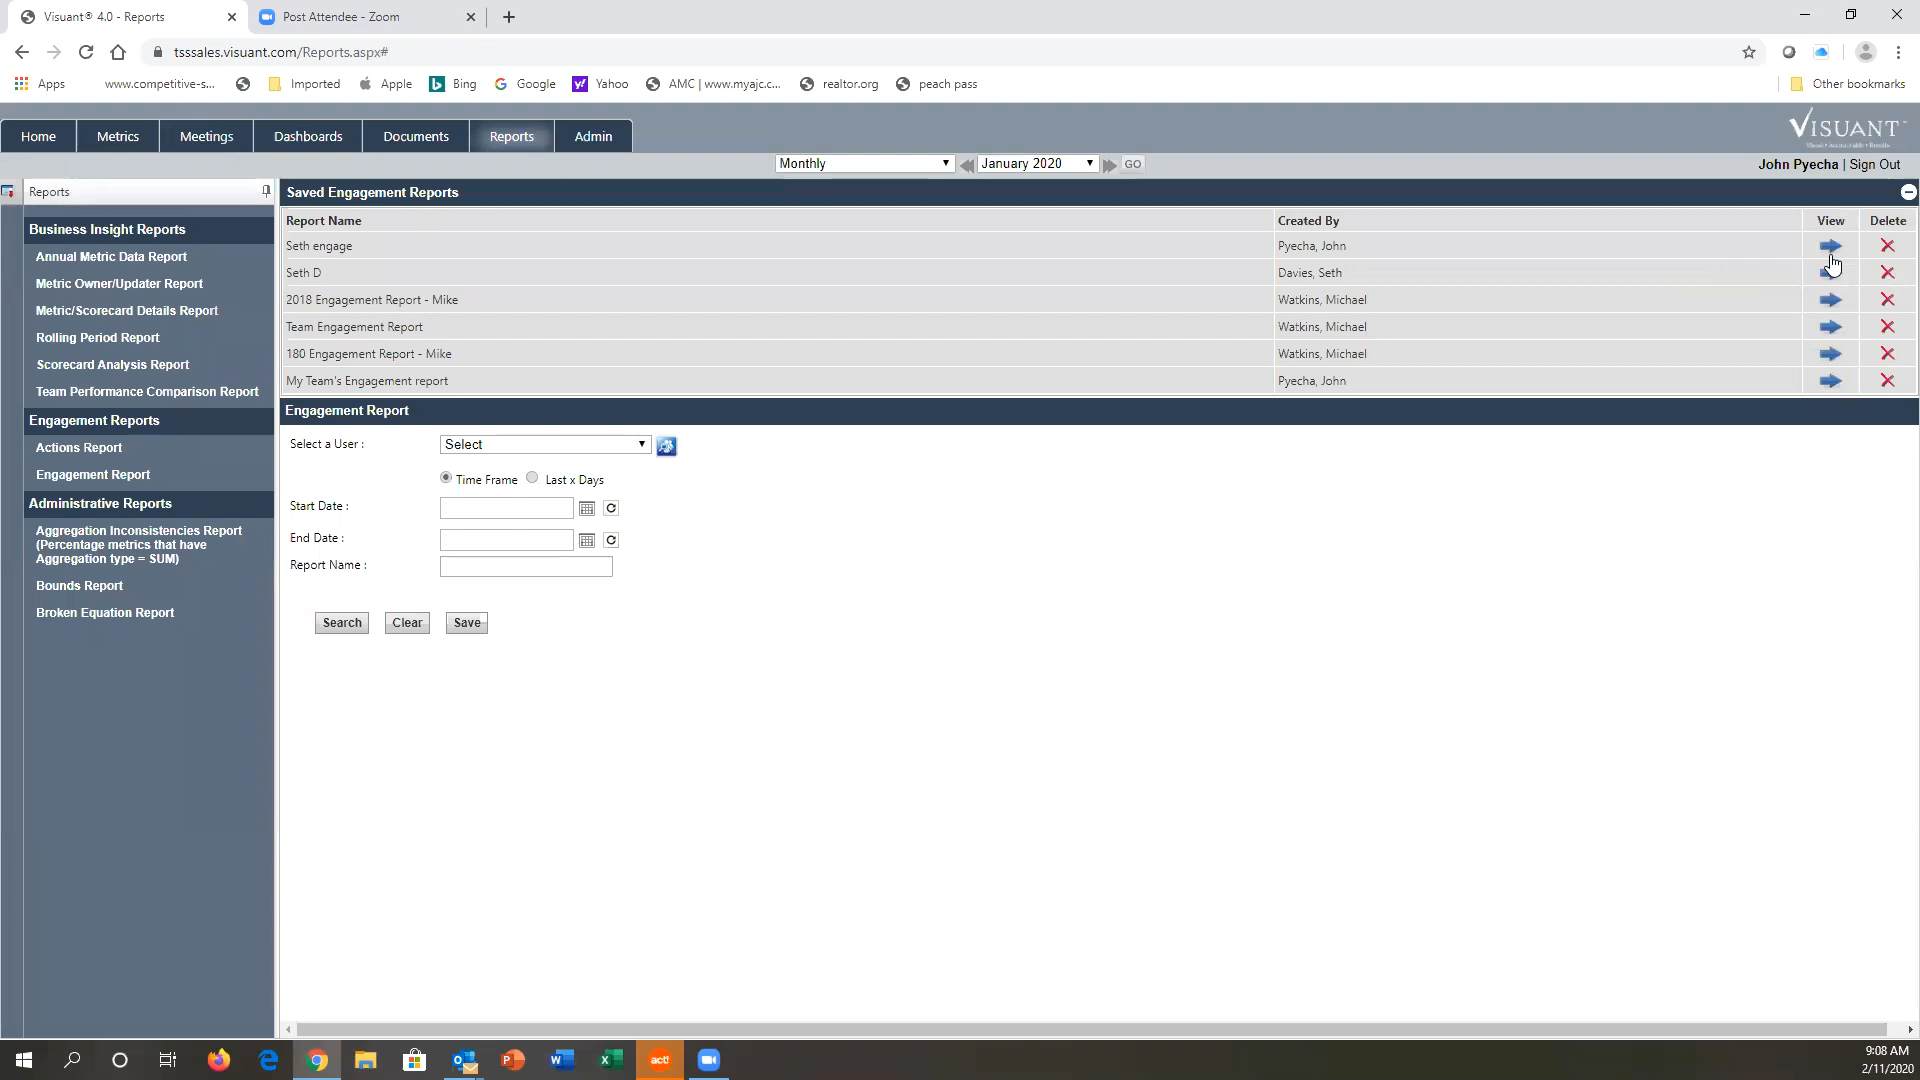 Visuant® 4.0 - Reports
Post Attendee - Zoom
tsssales.visuant.com/Reports.aspx#
Apps
www.competitive-s...
Imported
Apple
Bing
Google
Yahoo
AMC | www.myajc.c...
realtor.org
peach pass
Other bookmarks
Home
Metrics
Meetings
Dashboards
Documents
Reports
Admin
VISUANT
Monthly
January 2020
GO
John Pyecha | Sign Out
Reports
Business Insight Reports
Annual Metric Data Report
Metric Owner/Updater Report
Metric/Scorecard Details Report
Rolling Period Report
Scorecard Analysis Report
Team Performance Comparison Report
Engagement Reports
Actions Report
Engagement Report
Administrative Reports
Aggregation Inconsistencies Report
(Percentage metrics that have
Aggregation type = SUM)
Bounds Report
Broken Equation Report
Saved Engagement Reports
Report Name Created By View Delete
Seth engage Pyecha, John
Seth D Davies, Seth
2018 Engagement Report - Mike Watkins, Michael
Team Engagement Report Watkins, Michael
180 Engagement Report - Mike Watkins, Michael
My Team's Engagement report Pyecha, John
Engagement Report
Select a User : Select
Time Frame Last x Days
Start Date :
End Date :
Report Name :
Search Clear Save
act!
9:08 AM
2/11/2020